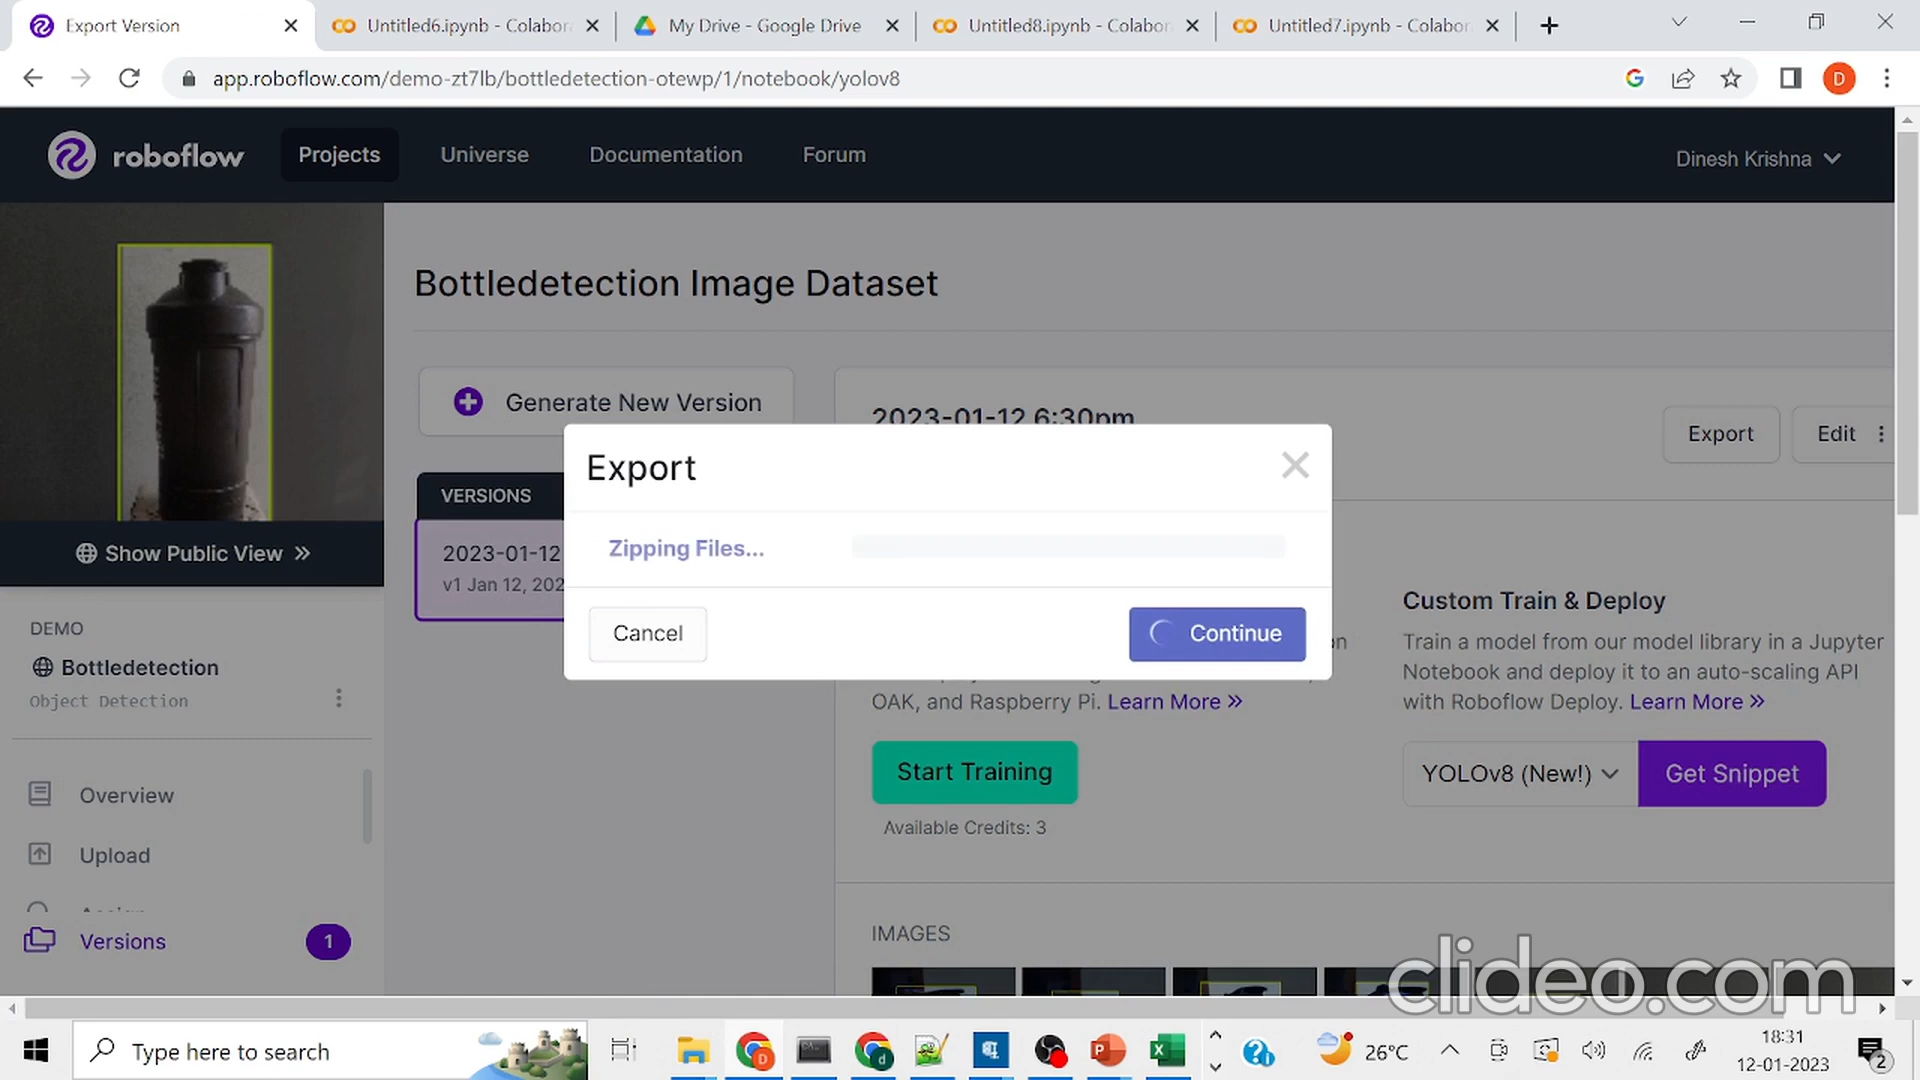 Export Version
Untitled6.ipynb - Colabor
My Drive - Google Drive
Untitled8.ipynb - Colabor
Untitled7.ipynb - Colabor
app.roboflow.com/demo-zt7lb/bottledetection-otewp/1/notebook/yolov8
D
roboflow
Projects
Universe
Documentation
Forum
Dinesh Krishna
Bottledetection Image Dataset
Generate New Version
2023-01-12 6:30pm
Export
Edit
Export
VERSIONS
Zipping Files...
2023-01-12
v1 Jan 12, 202
Show Public View
Cancel
Continue
Custom Train & Deploy
Train a model from our model library in a Jupyter
Notebook and deploy it to an auto-scaling API
with Roboflow Deploy. Learn More
OAK, and Raspberry Pi. Learn More
DEMO
Bottledetection
Object Detection
Start Training
YOLOv8 (New!)
Get Snippet
Available Credits: 3
Overview
Upload
Versions
1
IMAGES
clideo.com
Type here to search
26°C
18:31
12-01-2023
2